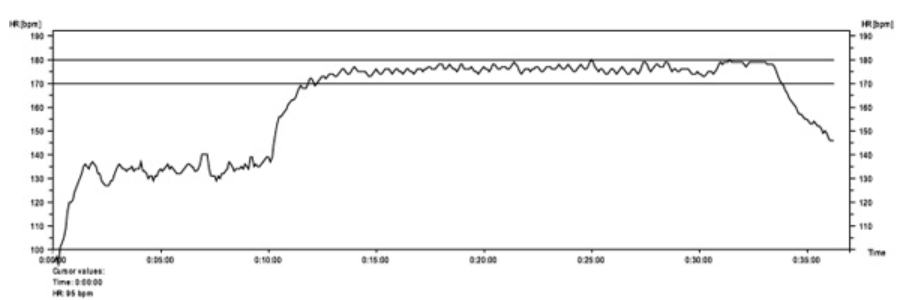 HR [bpm] HR [bpm]
190 190
180 180
170 170
160 160
150 150
140 140
130 130
120 120
110 110
100 100
0:00:00 0:05:00 0:10:00 0:15:00 0:20:00 0:25:00 0:30:00 0:35:00 Time
Cursor values:
Time: 0:00:00
HR: 95 bpm